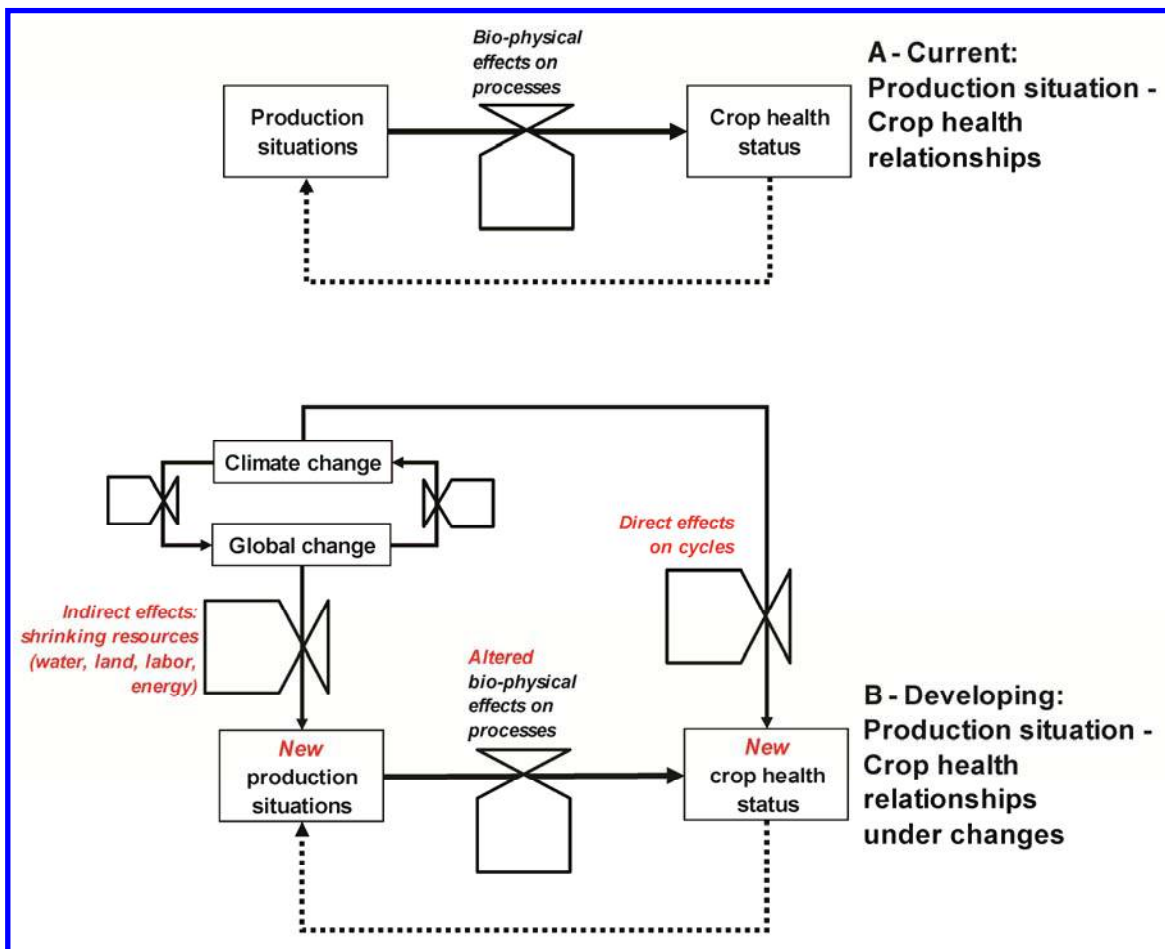 Bio-physical
effects on
processes
Production
situations
Crop health
status
A - Current:
Production situation -
Crop health
relationships
Climate change
Global change
Direct effects
on cycles
Indirect effects:
shrinking resources
(water, land, labor,
energy)
Altered
bio-physical
effects on
processes
New
production
situations
New
crop health
status
B - Developing:
Production situation -
Crop health
relationships
under changes